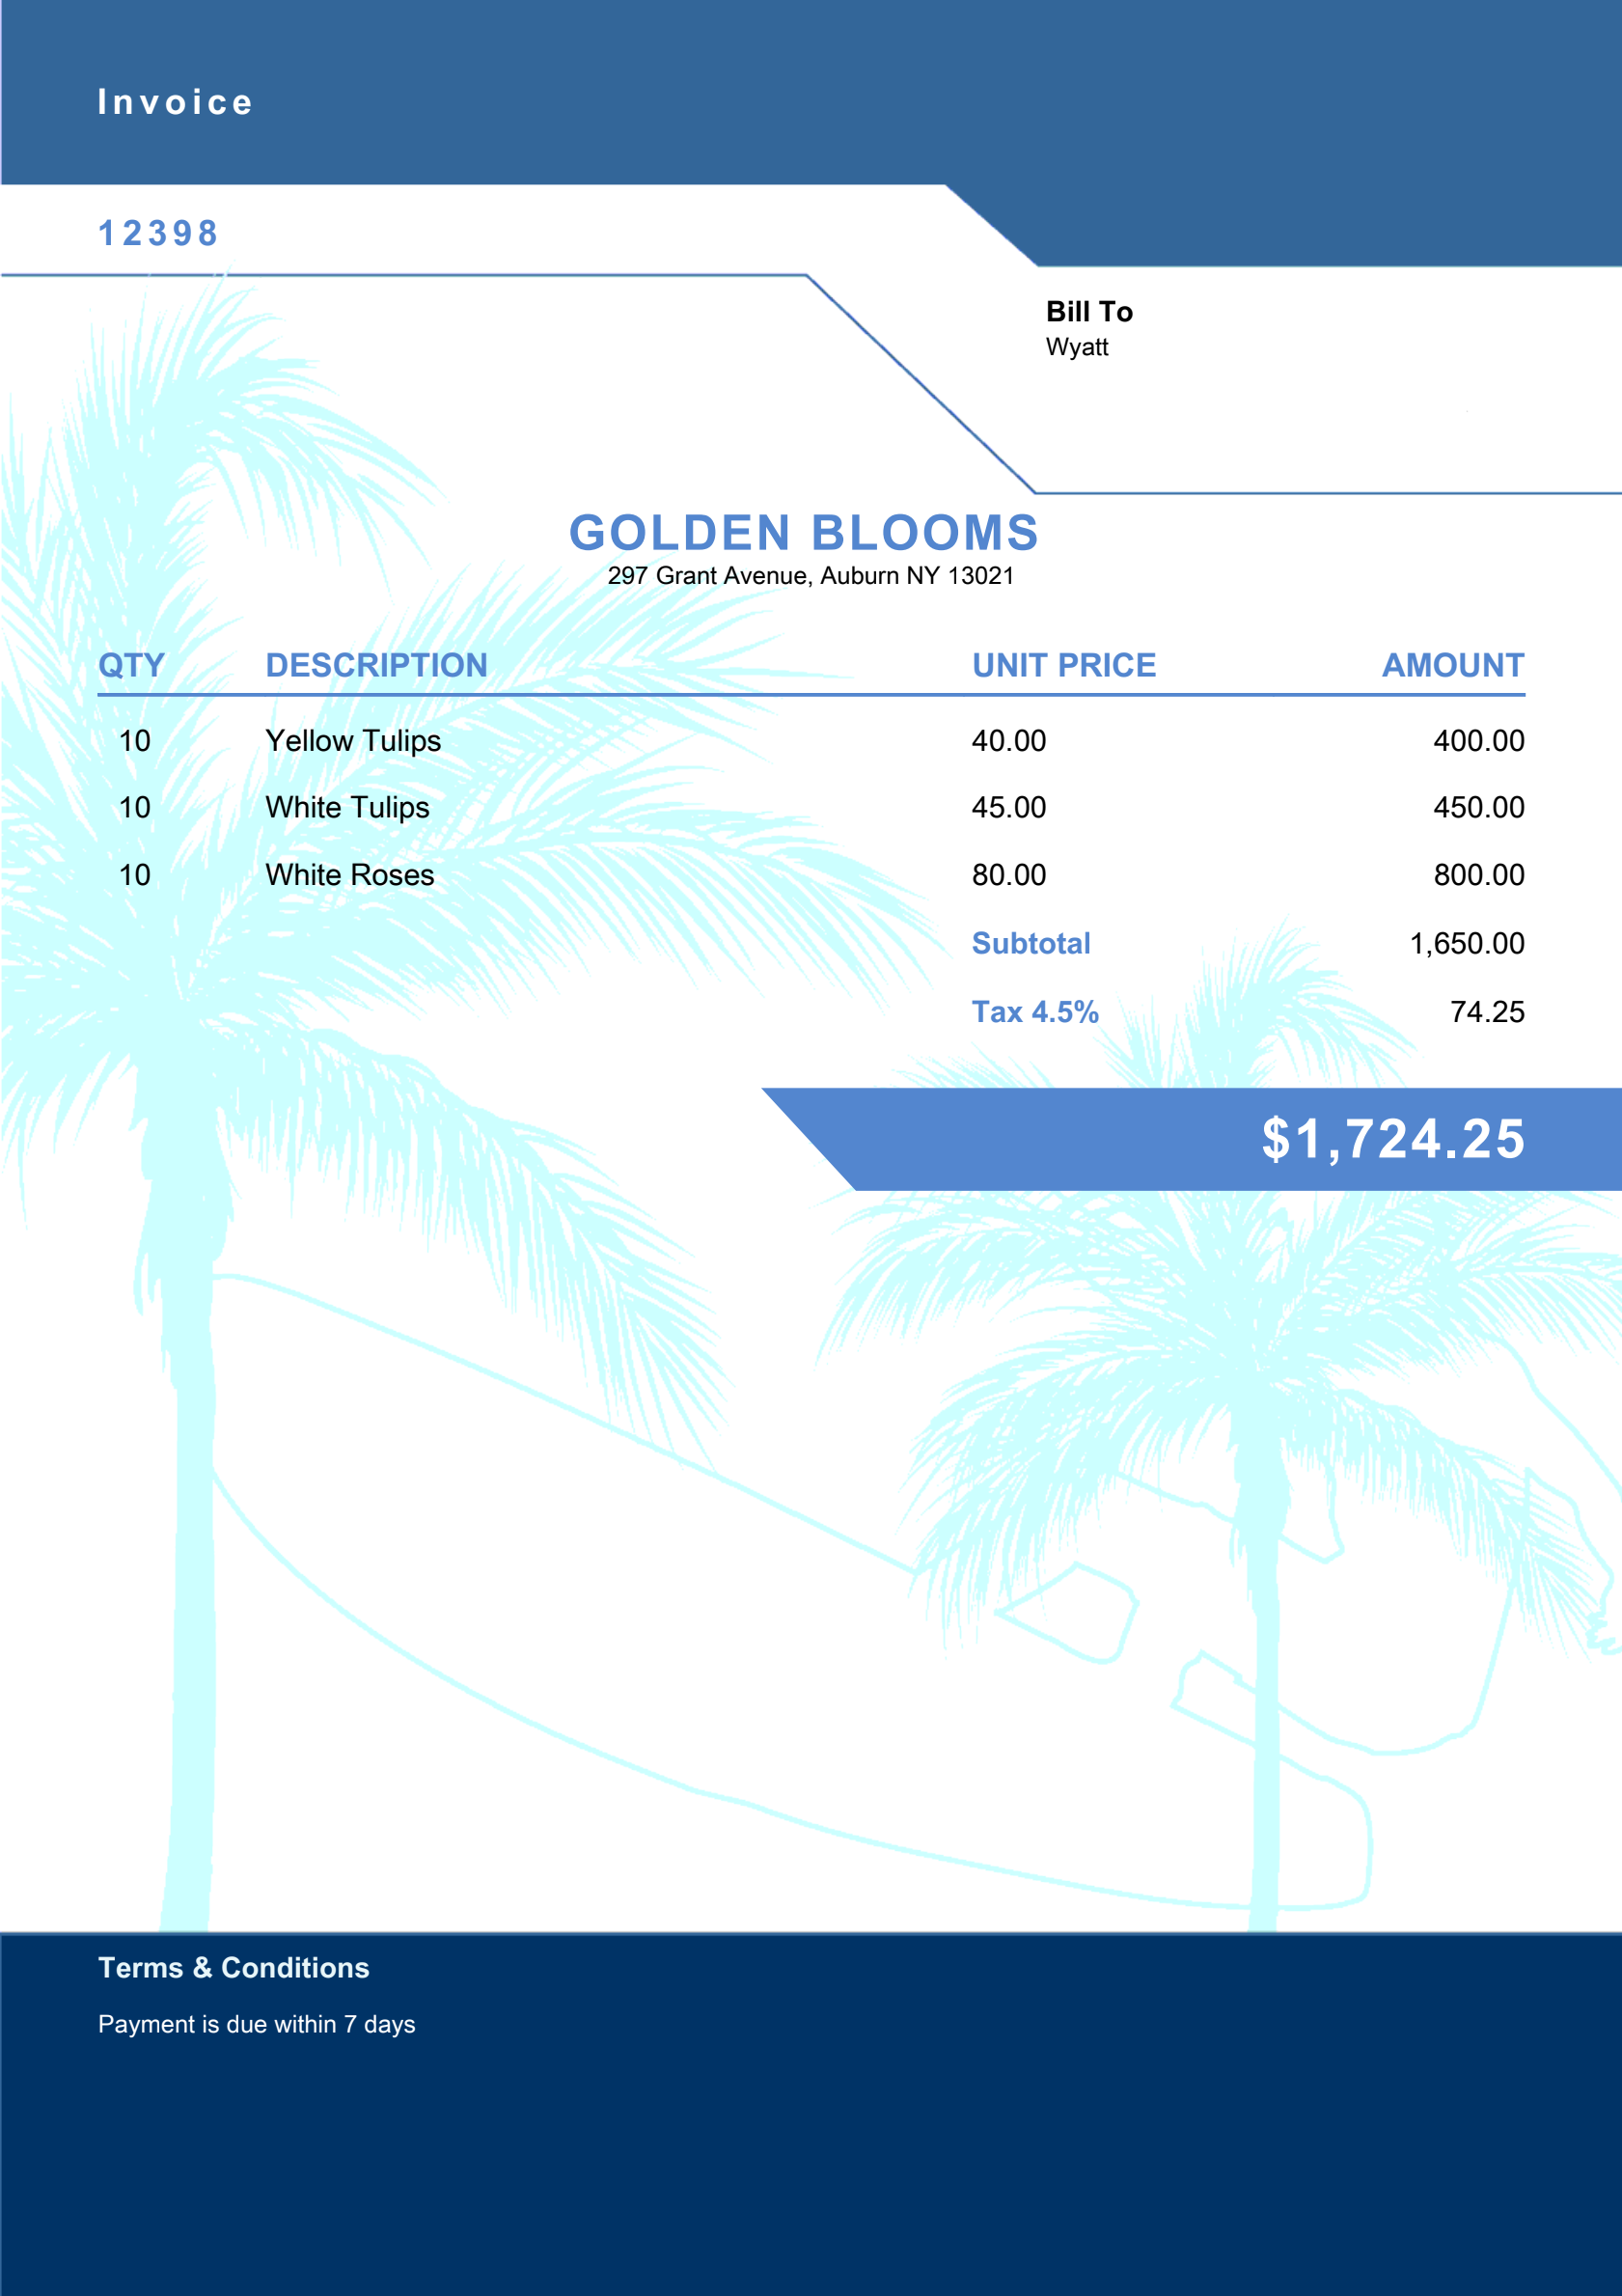 Invoice
12398
Bill To
Wyatt
GOLDEN BLOOMS
297 Grant Avenue, Auburn NY 13021
QTY DESCRIPTION UNIT PRICE AMOUNT
10 Yellow Tulips 40.00 400.00
10 White Tulips 45.00 450.00
10 White Roses 80.00 800.00
Subtotal 1,650.00
Tax 4.5% 74.25
$1,724.25
Terms & Conditions
Payment is due within 7 days